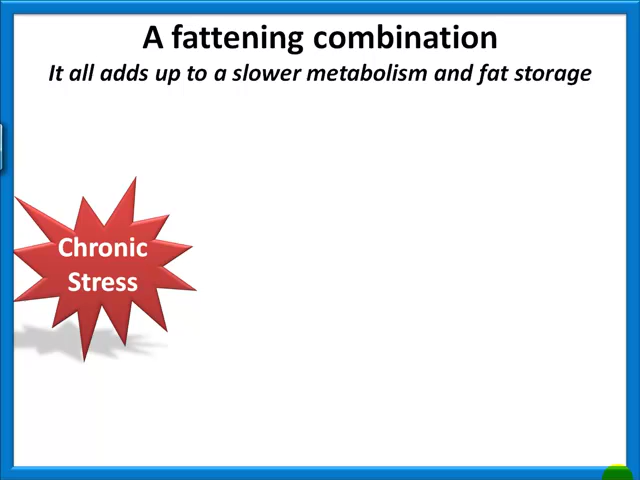 A fattening combination
It all adds up to a slower metabolism and fat storage
Chronic
Stress